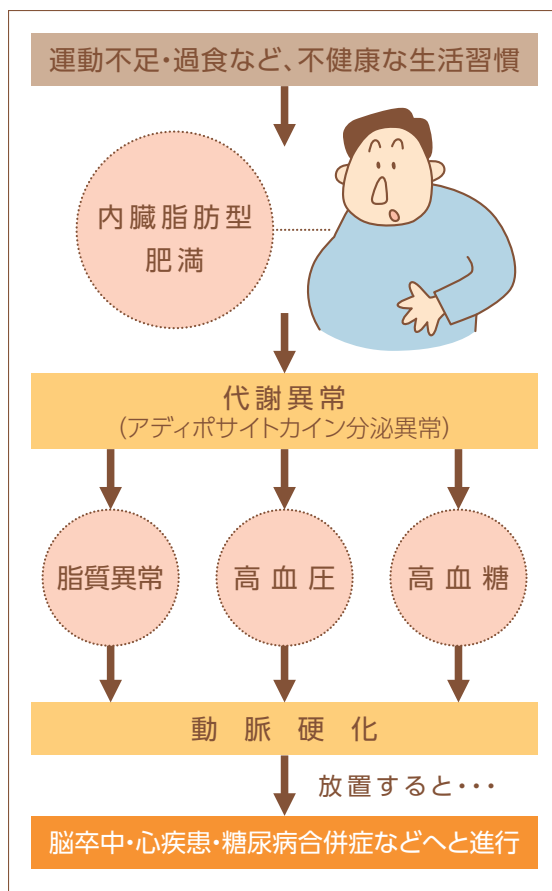 運動不足・過食など、不健康な生活習慣
内臓脂肪型
肥満
代謝異常
(アディポサイトカイン分泌異常)
脂質異常
高血圧
高血糖
動脈硬化
放置すると・・・
脳卒中・心疾患・糖尿病合併症などへと進行